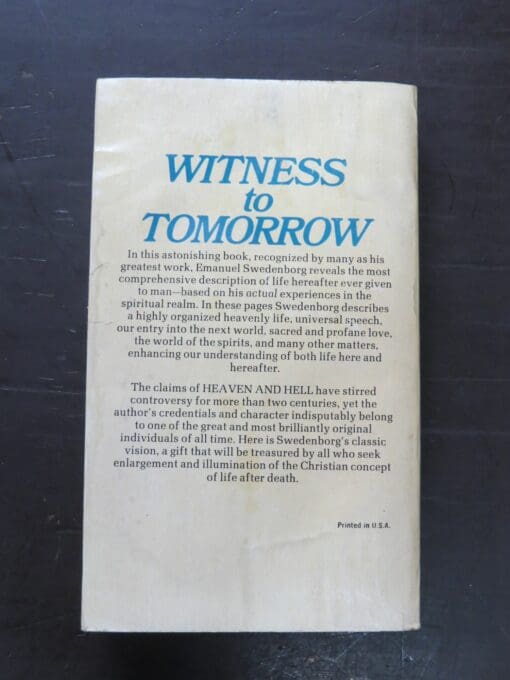 WITNESS
to
TOMORROW
In this astonishing book, recognized by many as his
greatest work, Emanuel Swedenborg reveals the most
comprehensive description of life hereafter ever given
to man—based on his actual experiences in the
spiritual realm. In these pages Swedenborg describes
a highly organized heavenly life, universal speech,
our entry into the next world, sacred and profane love,
the world of the spirits, and many other matters,
enhancing our understanding of both life here and
hereafter.
The claims of HEAVEN AND HELL have stirred
controversy for more than two centuries, yet the
author's credentials and character indisputably belong
to one of the great and most brilliantly original
individuals of all time. Here is Swedenborg's classic
vision, a gift that will be treasured by all who seek
enlargement and illumination of the Christian concept
of life after death.
Printed in U.S.A.